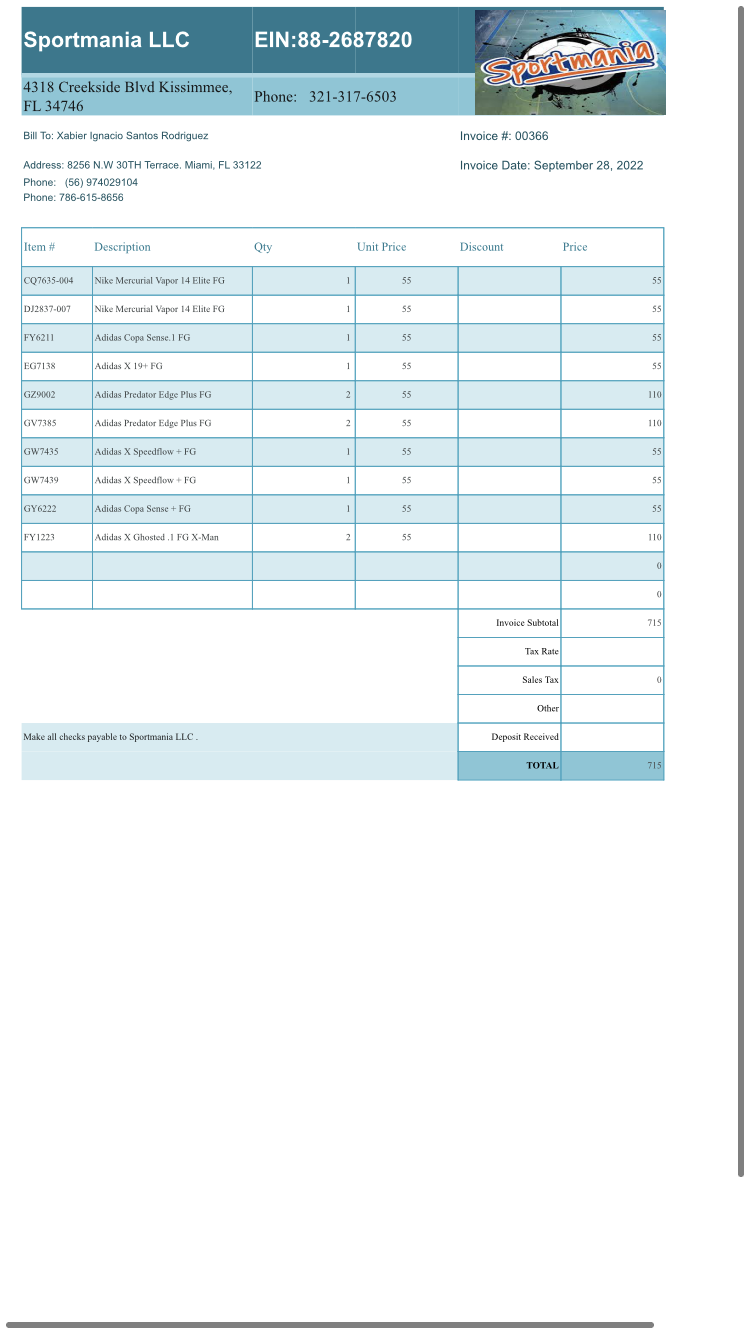 Sportmania LLC EIN:88-2687820
Sportmania
4318 Creekside Blvd Kissimmee,
FL 34746
Phone: 321-317-6503
Bill To: Xabier Ignacio Santos Rodriguez Invoice #: 00366
Address: 8256 N.W 30TH Terrace. Miami, FL 33122 Invoice Date: September 28, 2022
Phone: (56) 974029104
Phone: 786-615-8656
Item # Description Qty Unit Price Discount Price
CQ7635-004 Nike Mercurial Vapor 14 Elite FG 1 55 55
DJ2837-007 Nike Mercurial Vapor 14 Elite FG 1 55 55
FY6211 Adidas Copa Sense.1 FG 1 55 55
EG7138 Adidas X 19+ FG 1 55 55
GZ9002 Adidas Predator Edge Plus FG 2 55 110
GV7385 Adidas Predator Edge Plus FG 2 55 110
GW7435 Adidas X Speedflow + FG 1 55 55
GW7439 Adidas X Speedflow + FG 1 55 55
GY6222 Adidas Copa Sense + FG 1 55 55
FY1223 Adidas X Ghosted .1 FG X-Man 2 55 110
0
0
Invoice Subtotal 715
Tax Rate
Sales Tax 0
Other
Make all checks payable to Sportmania LLC . Deposit Received
TOTAL 715